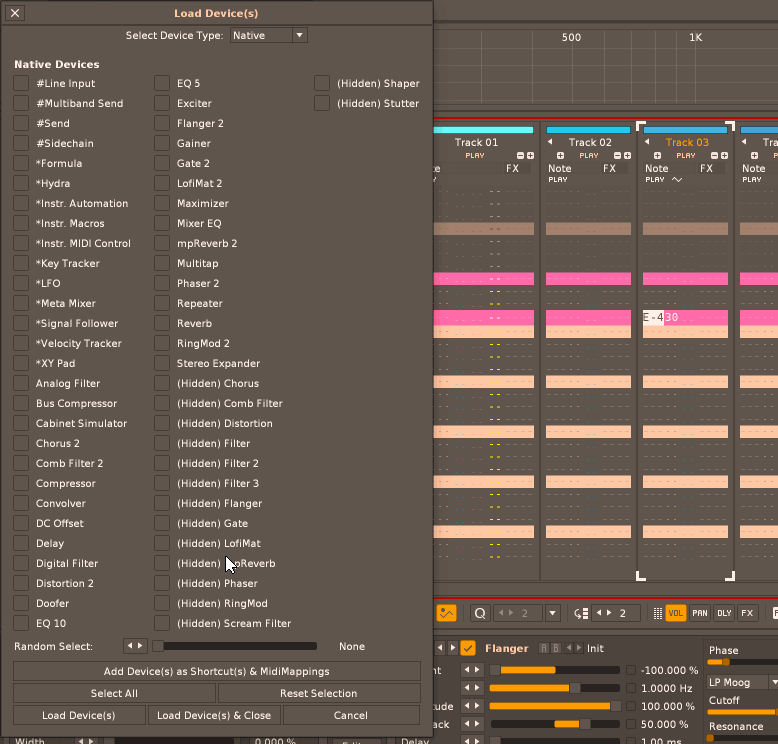 Load Device(s)
Select Device Type: Native
Native Devices
#Line Input
#Multiband Send
#Send
#Sidechain
*Formula
*Hydra
*Instr. Automation
*Instr. Macros
*Instr. MIDI Control
*Key Tracker
*LFO
*Meta Mixer
*Signal Follower
*Velocity Tracker
*XY Pad
Analog Filter
Bus Compressor
Cabinet Simulator
Chorus 2
Comb Filter 2
Compressor
Convolver
DC Offset
Delay
Digital Filter
Distortion 2
Doofer
EQ 10
EQ 5
Exciter
Flanger 2
Gainer
Gate 2
LofiMat 2
Maximizer
Mixer EQ
mpReverb 2
Multitap
Phaser 2
Repeater
Reverb
RingMod 2
Stereo Expander
(Hidden) Chorus
(Hidden) Comb Filter
(Hidden) Distortion
(Hidden) Filter
(Hidden) Filter 2
(Hidden) Filter 3
(Hidden) Flanger
(Hidden) Gate
(Hidden) LofiMat
(Hidden)
(Hidden) Phaser
(Hidden) RingMod
(Hidden) Scream Filter
(Hidden) Shaper
(Hidden) Stutter
Random Select: None
Add Device(s) as Shortcut(s) & MidiMappings
Select All Reset Selection
Load Device(s) Load Device(s) & Close Cancel
500 1K
Track 01 Track 02 Track 03
PLAY PLAY PLAY
FX Note FX Note FX Note
PLAY PLAY PLAY
E-430
Q 2 2 VOL PAN DLY FX
Flanger A B Init
-100.000 %
1.0000 Hz
100.000 %
50.000 %
1.00 ms
Phase
LP Moog
Cutoff
Resonance
Width 0.000 % Delay